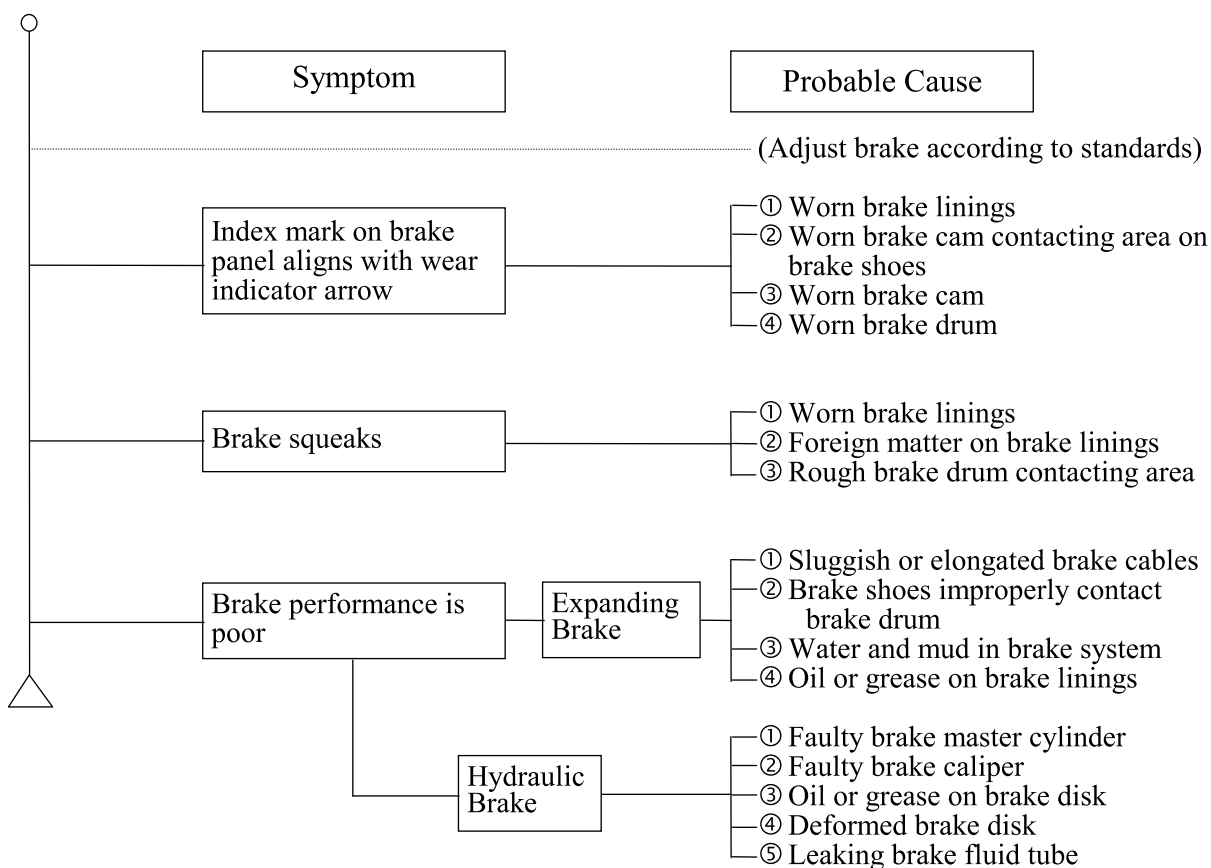 Symptom
Probable Cause
(Adjust brake according to standards)
Index mark on brake
panel aligns with wear
indicator arrow
① Worn brake linings
② Worn brake cam contacting area on
brake shoes
③ Worn brake cam
④ Worn brake drum
Brake squeaks
① Worn brake linings
② Foreign matter on brake linings
③ Rough brake drum contacting area
Brake performance is
poor
Expanding
Brake
① Sluggish or elongated brake cables
② Brake shoes improperly contact
brake drum
③ Water and mud in brake system
④ Oil or grease on brake linings
Hydraulic
Brake
① Faulty brake master cylinder
② Faulty brake caliper
③ Oil or grease on brake disk
④ Deformed brake disk
⑤ Leaking brake fluid tube